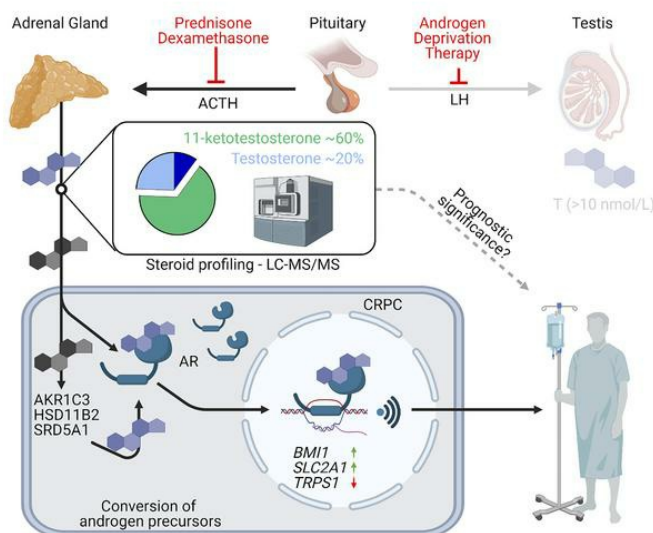 Adrenal Gland
Prednisone
Dexamethasone
Pituitary
Androgen
Deprivation
Therapy
Testis
ACTH
LH
11-ketotestosterone ~60%
Testosterone ~20%
T (>10 nmol/L)
Prognostic
significance?
Steroid profiling - LC-MS/MS
CRPC
AR
AKR1C3
HSD11B2
SRD5A1
BMI1
SLC2A1
TRPS1
Conversion of
androgen precursors